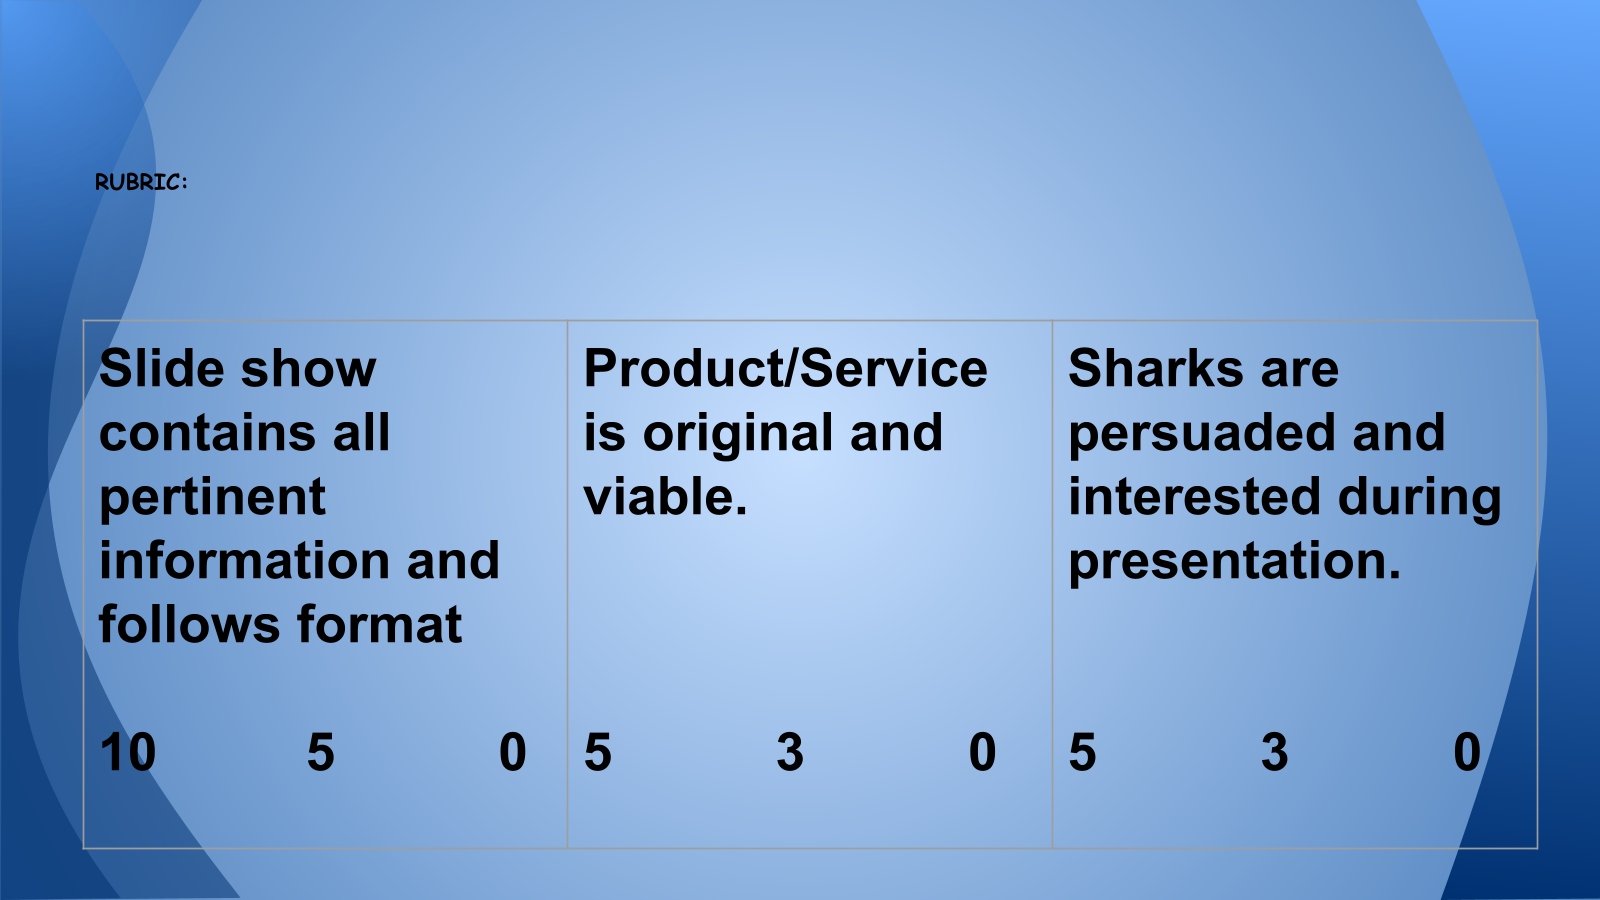 RUBRIC:
Slide show
contains all
pertinent
information and
follows format
10 5 0
Product/Service
is original and
viable.
5 3 0
Sharks are
persuaded and
interested during
presentation.
5 3 0